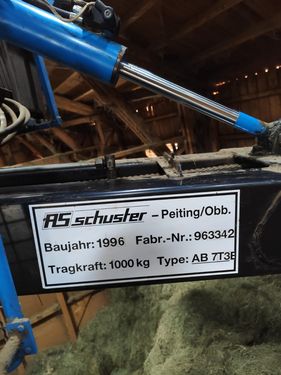 AS schuster – Peiting/Obb.
Baujahr: 1996 Fabr.-Nr.: 963342
Tragkraft: 1000 kg Type: AB 7T3E